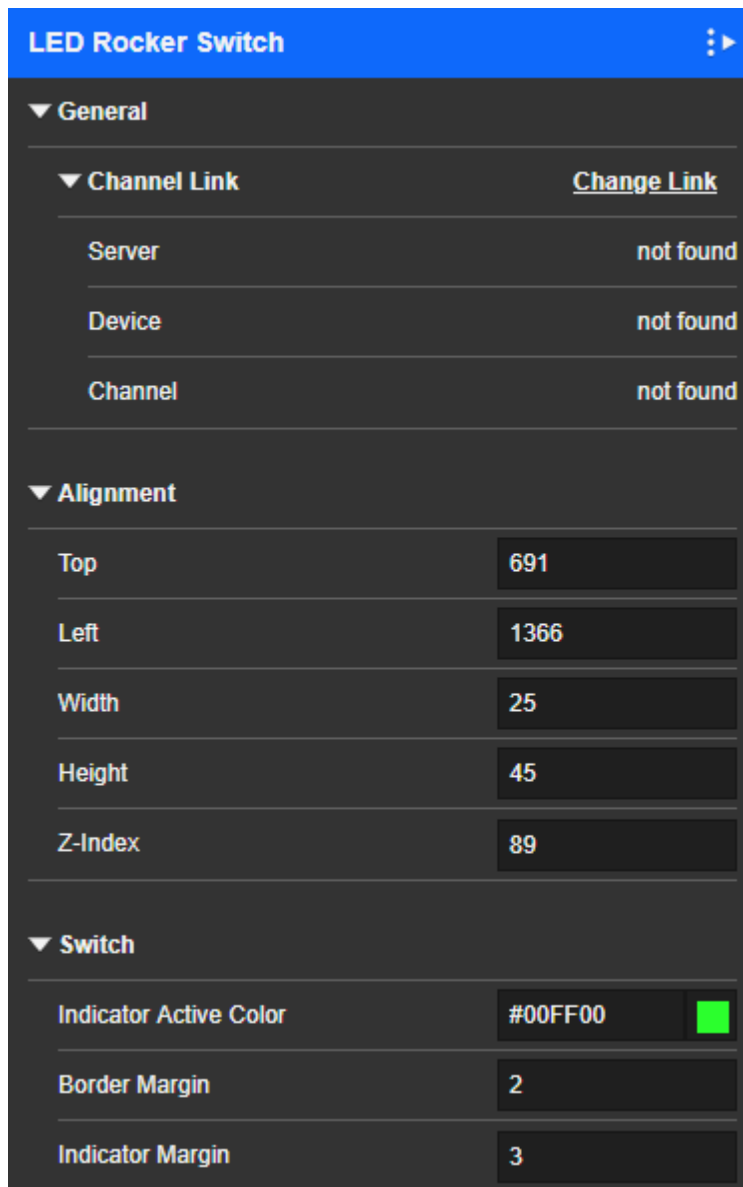 LED Rocker Switch
General
Channel Link Change Link
Server not found
Device not found
Channel not found
Alignment
Top 691
Left 1366
Width 25
Height 45
Z-Index 89
Switch
Indicator Active Color #00FF00
Border Margin 2
Indicator Margin 3